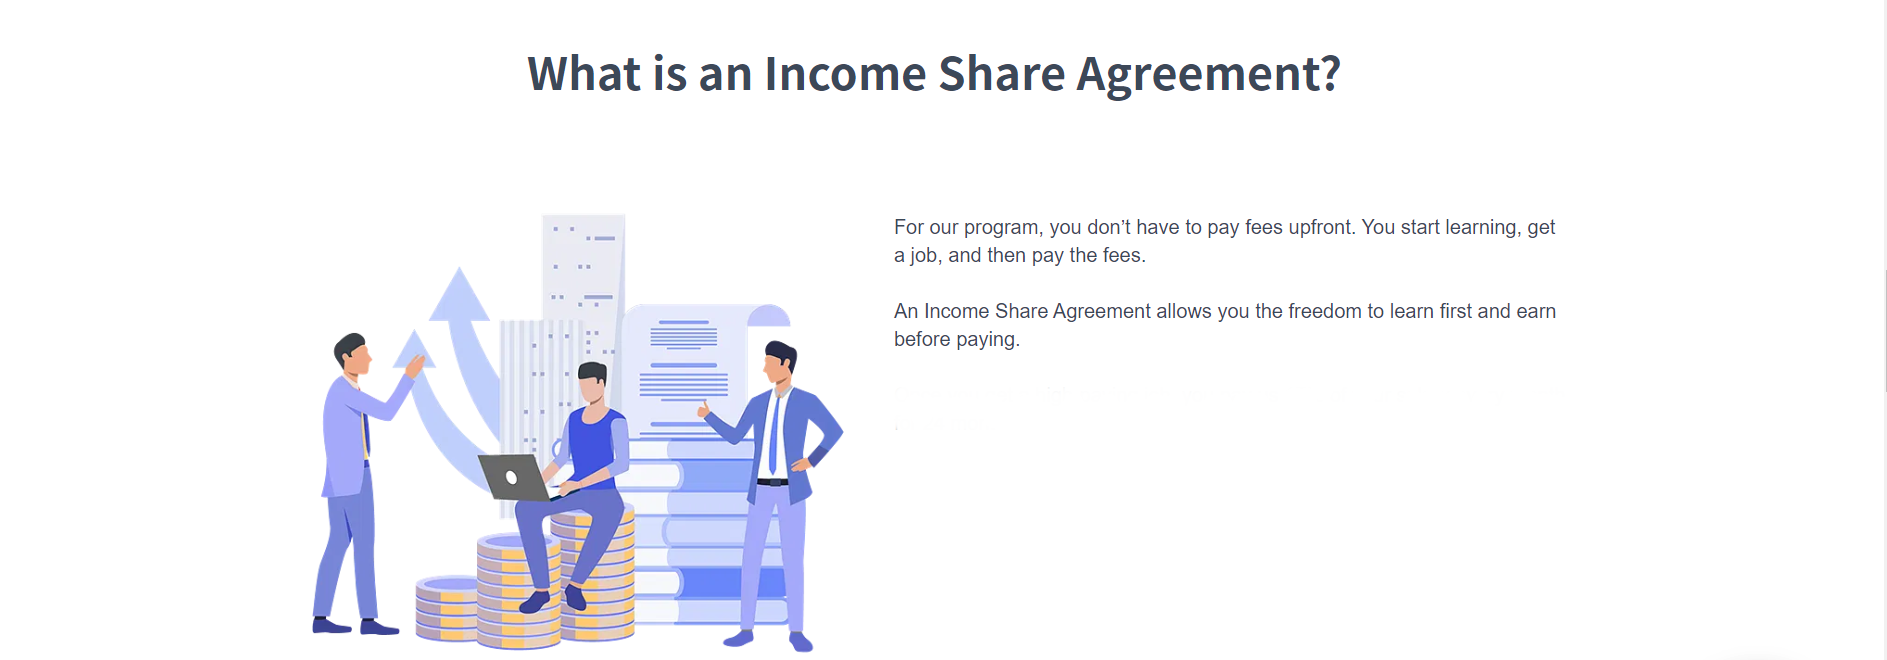 What is an Income Share Agreement?
For our program, you don’t have to pay fees upfront. You start learning, get
a job, and then pay the fees.
An Income Share Agreement allows you the freedom to learn first and earn
before paying.